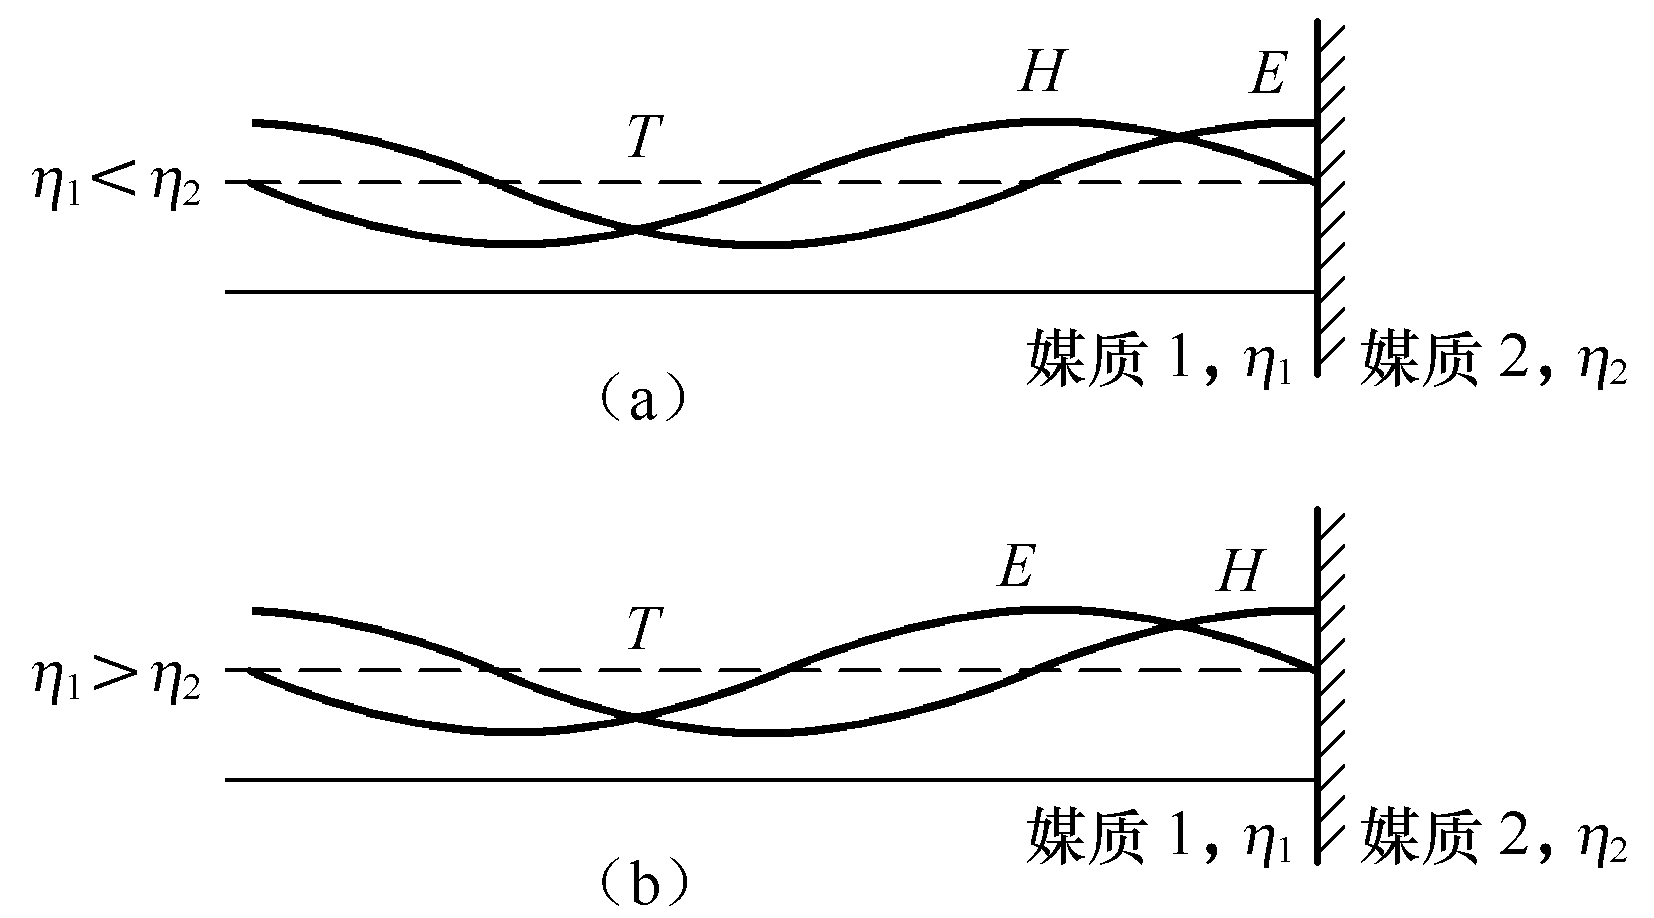 H E
T
η1 < η2
媒质 1，η1 媒质 2，η2
（a）
E H
T
η1 > η2
媒质 1，η1 媒质 2，η2
（b）